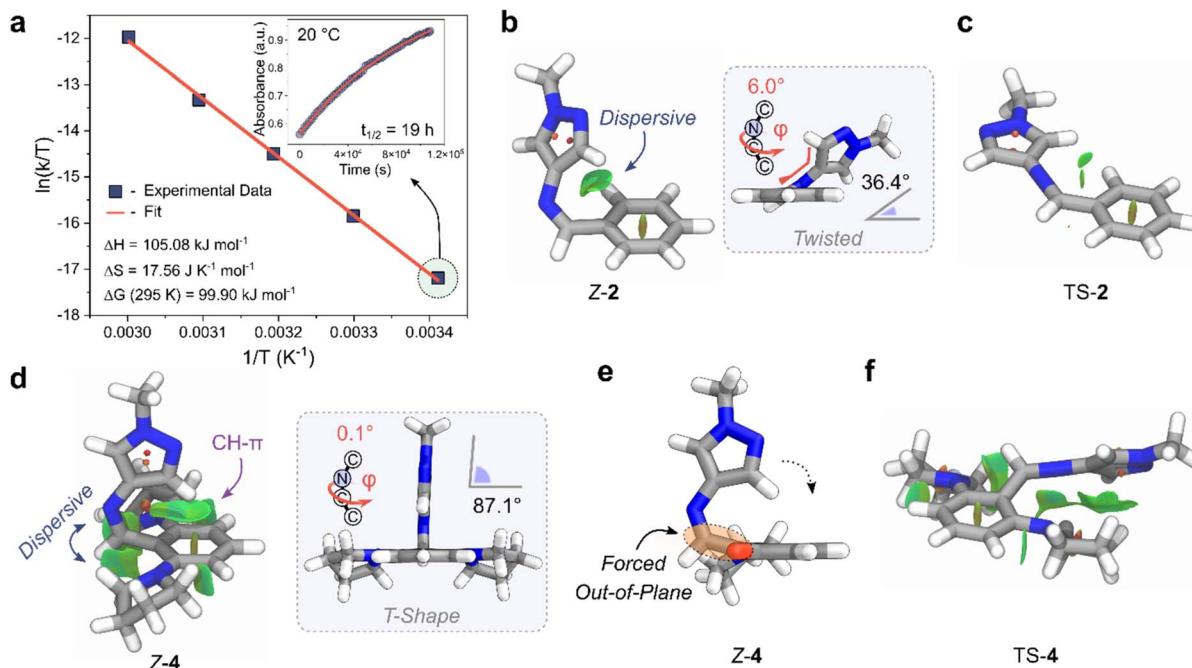 a
-12
-13
-14
-15
-16
-17
-18
ln(k/T)
0.0030
0.0031
0.0032
0.0033
0.0034
1/T (K⁻¹)
- Experimental Data
- Fit
ΔH = 105.08 kJ mol⁻¹
ΔS = 17.56 J K⁻¹ mol⁻¹
ΔG (295 K) = 99.90 kJ mol⁻¹
20 °C
Absorbance (a.u.)
0.9
0.8
0.7
0.6
t1/2 = 19 h
0
4×10⁴
8×10⁴
1.2×10⁵
Time (s)
b
Dispersive
Z-2
6.0°
C
N
C
C
φ
36.4°
Twisted
c
TS-2
d
CH-π
Dispersive
Z-4
0.1°
C
N
C
C
φ
87.1°
T-Shape
e
Forced
Out-of-Plane
Z-4
f
TS-4